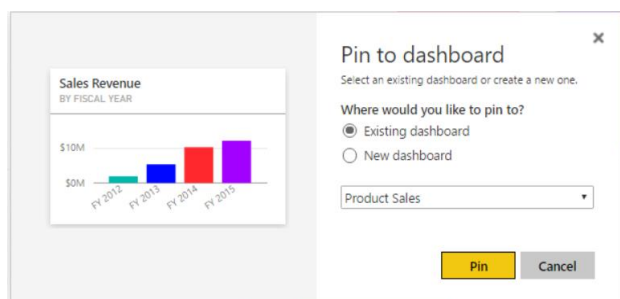 Sales Revenue
BY FISCAL YEAR
$10M
$0M
FY 2012
FY 2013
FY 2014
FY 2015
Pin to dashboard
Select an existing dashboard or create a new one.
Where would you like to pin to?
Existing dashboard
New dashboard
Product Sales
Pin Cancel